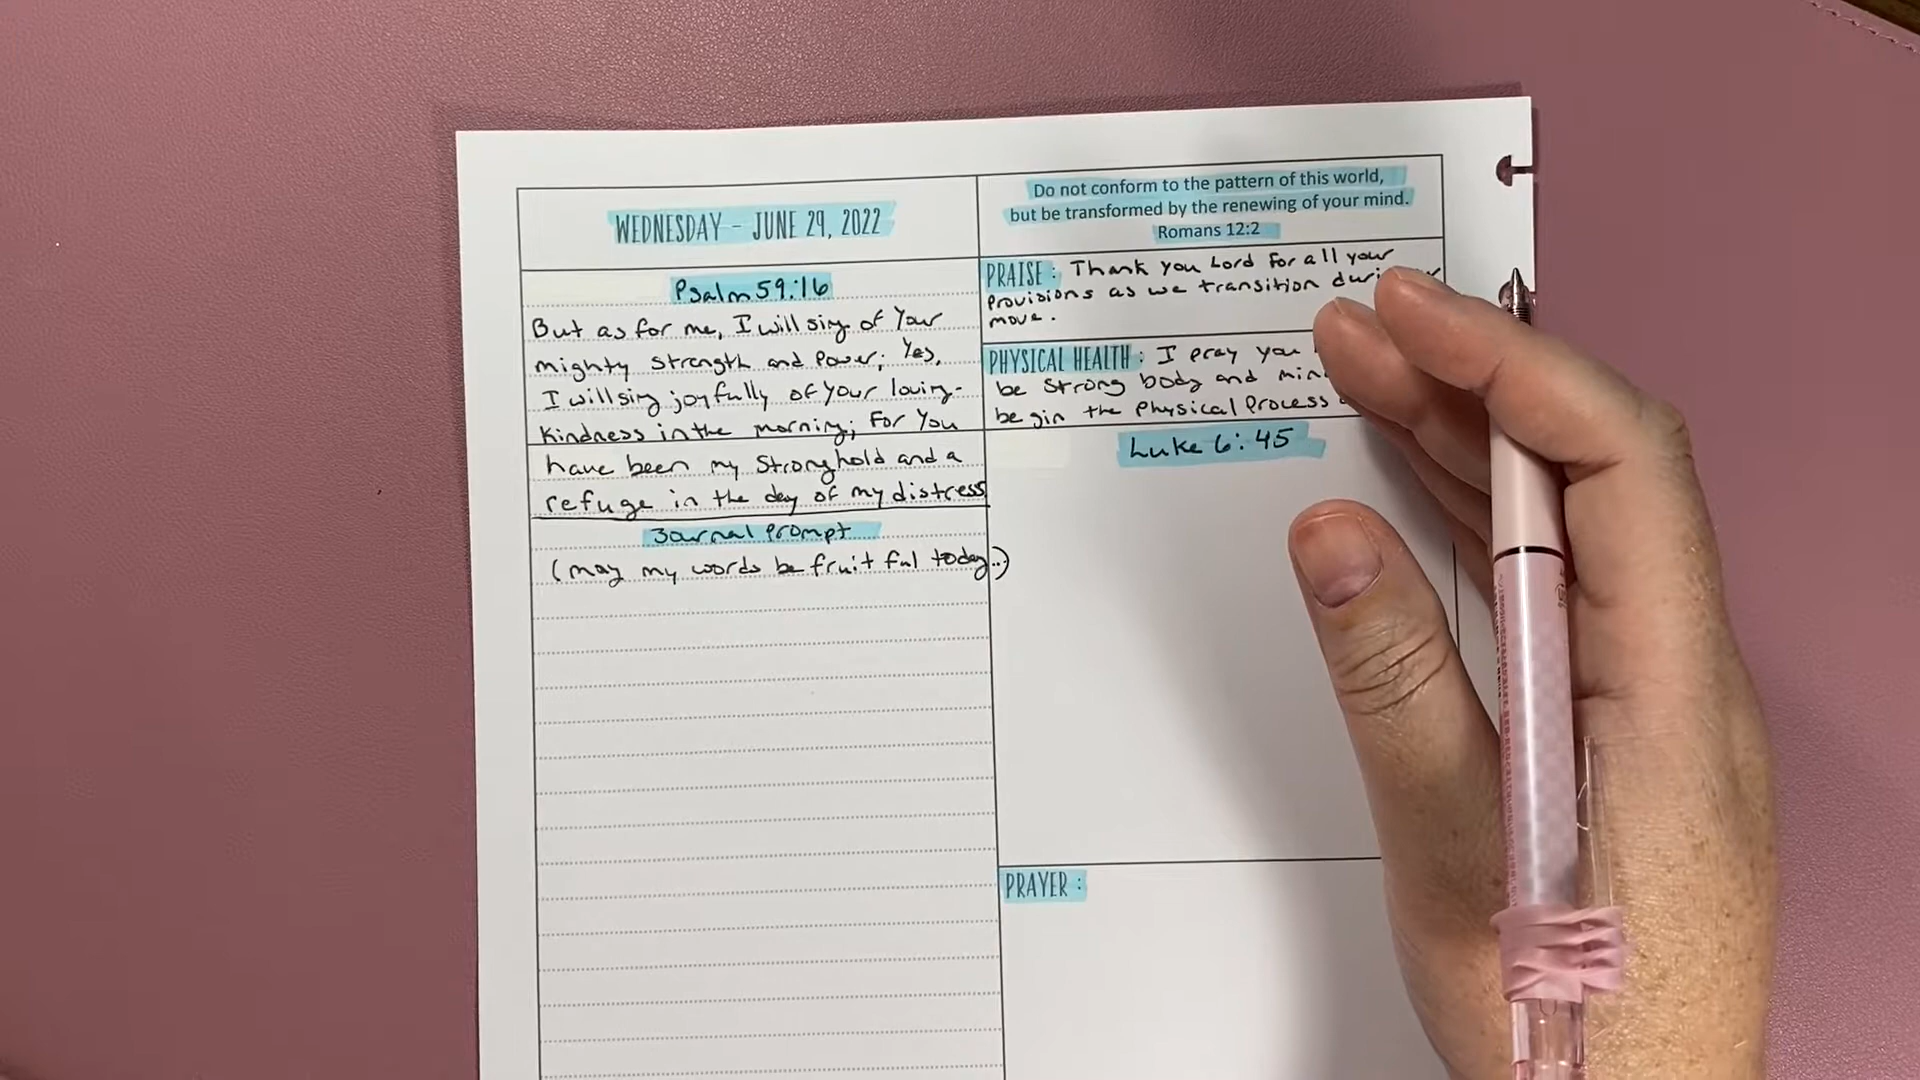 WEDNESDAY - JUNE 29, 2022
Psalm 59:16
But as for me, I will sing of Your
mighty strength and power; Yes,
I will sing joyfully of Your loving-
kindness in the morning; For You
have been my stronghold and a
refuge in the day of my distress
Journal Prompt
(may my words be fruit ful today..)
Do not conform to the pattern of this world,
but be transformed by the renewing of your mind.
Romans 12:2
PRAISE : Thank you Lord for all your
provisions as we transition
move.
PHYSICAL HEALTH : I pray you
be strong body and
begin the physical process
Luke 6:45
PRAYER :